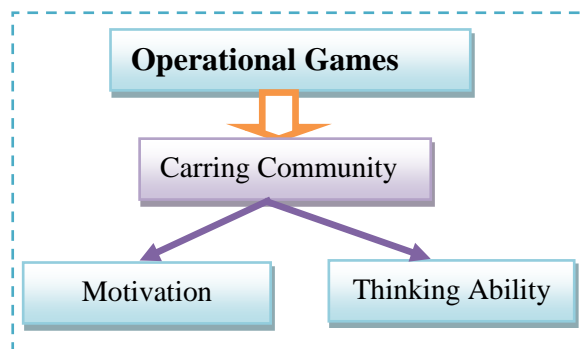 Operational Games
Carring Community
Motivation
Thinking Ability